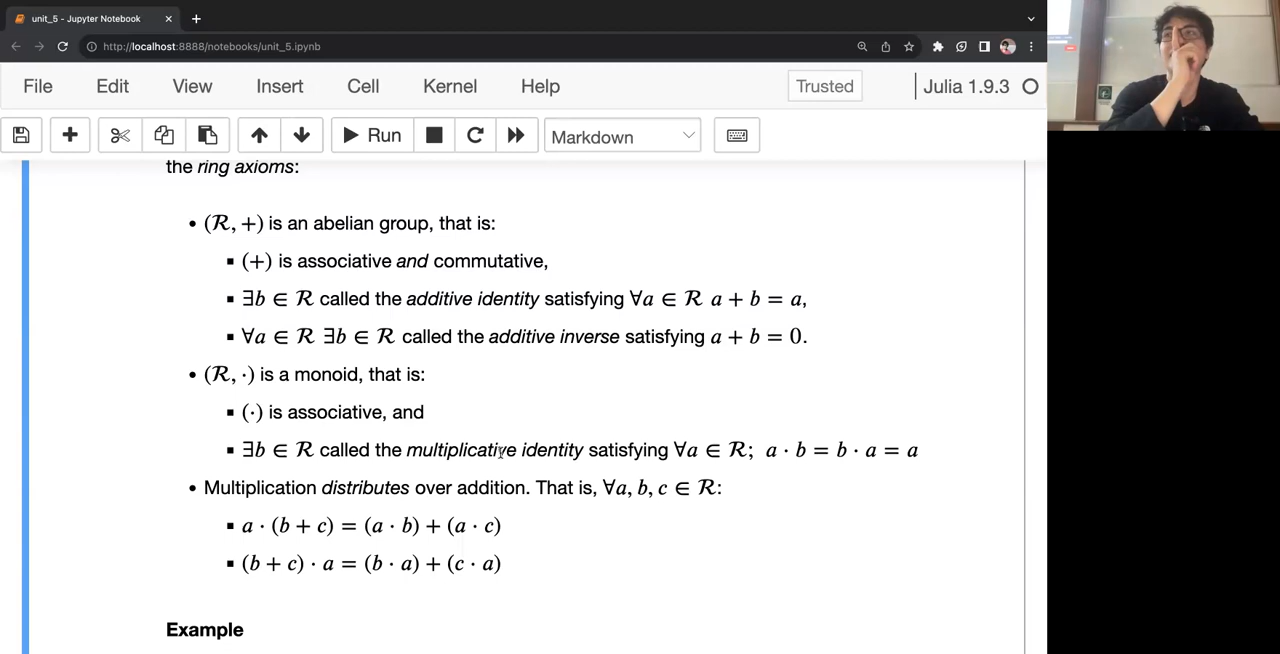 unit_5 - Jupyter Notebook
http://localhost:8888/notebooks/unit_5.ipynb
File Edit View Insert Cell Kernel Help Trusted Julia 1.9.3
Run Markdown
the ring axioms:
• (ℛ, +) is an abelian group, that is:
▪ (+) is associative and commutative,
▪ ∃b ∈ ℛ called the additive identity satisfying ∀a ∈ ℛ a + b = a,
▪ ∀a ∈ ℛ ∃b ∈ ℛ called the additive inverse satisfying a + b = 0.
• (ℛ, ·) is a monoid, that is:
▪ (·) is associative, and
▪ ∃b ∈ ℛ called the multiplicative identity satisfying ∀a ∈ ℛ; a · b = b · a = a
• Multiplication distributes over addition. That is, ∀a, b, c ∈ ℛ:
▪ a · (b + c) = (a · b) + (a · c)
▪ (b + c) · a = (b · a) + (c · a)
Example